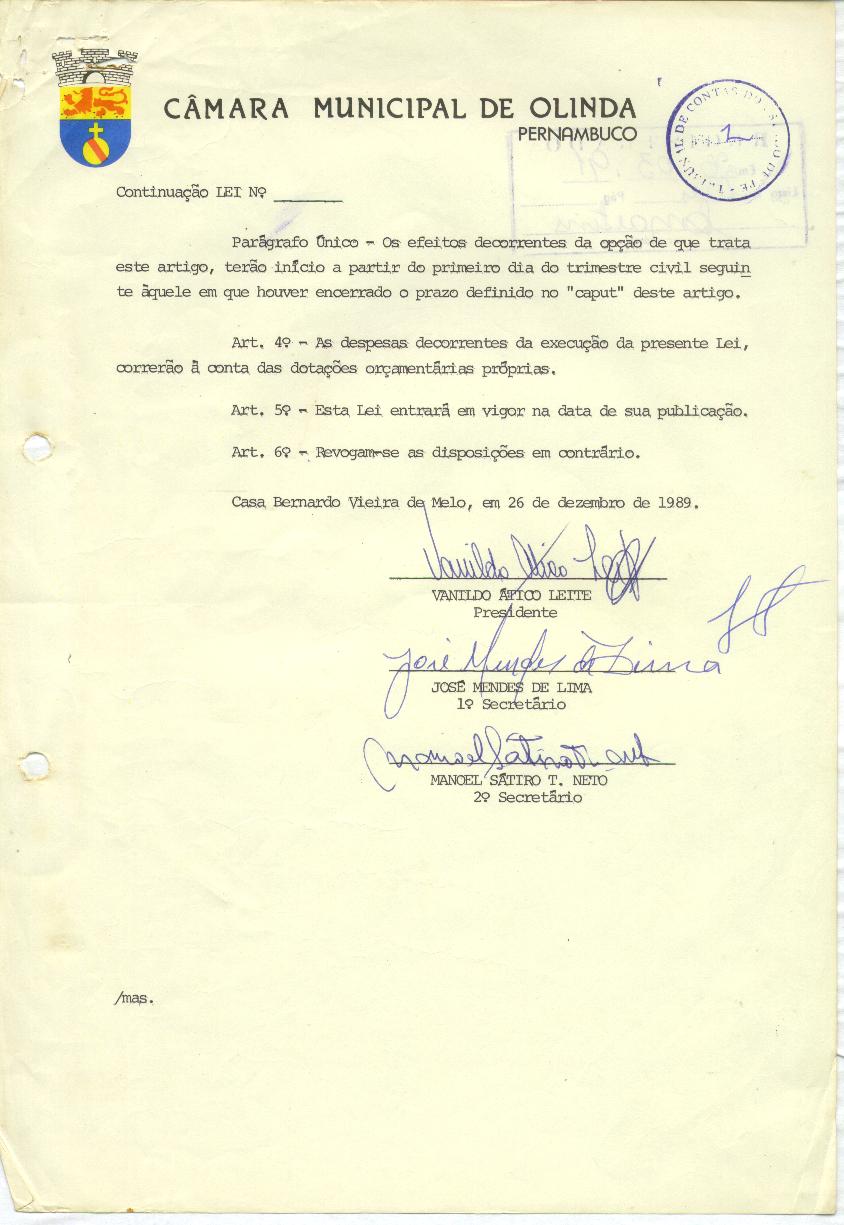 CÂMARA MUNICIPAL DE OLINDA
PERNAMBUCO
TRIBUNAL DE CONTAS DO ESTADO DE PE
1
Continuação LEI Nº ________
Parágrafo Único - Os efeitos decorrentes da opção de que trata
este artigo, terão início a partir do primeiro dia do trimestre civil seguin
te àquele em que houver encerrado o prazo definido no "caput" deste artigo.
Art. 4º - As despesas decorrentes da execução da presente Lei,
correrão à conta das dotações orçamentárias próprias.
Art. 5º - Esta Lei entrará em vigor na data de sua publicação.
Art. 6º - Revogam-se as disposições em contrário.
Casa Bernardo Vieira de Melo, em 26 de dezembro de 1989.
Vanildo Ático Leite
VANILDO ÁTICO LEITE
Presidente
José Mendes de Lima
JOSÉ MENDES DE LIMA
1º Secretário
Manoel Sátiro T.
MANOEL SÁTIRO T. NETO
2º Secretário
/mas.